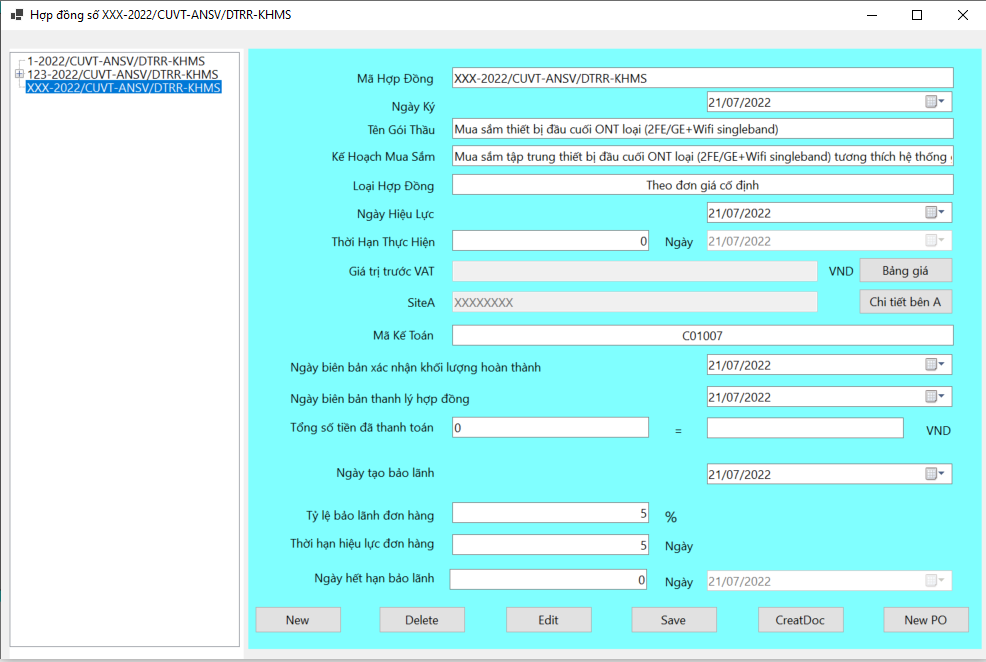 Hợp đồng số XXX-2022/CUVT-ANSV/DTRR-KHMS
1-2022/CUVT-ANSV/DTRR-KHMS
123-2022/CUVT-ANSV/DTRR-KHMS
XXX-2022/CUVT-ANSV/DTRR-KHMS
Mã Hợp Đồng XXX-2022/CUVT-ANSV/DTRR-KHMS
Ngày Ký 21/07/2022
Tên Gói Thầu Mua sắm thiết bị đầu cuối ONT loại (2FE/GE+Wifi singleband)
Kế Hoạch Mua Sắm Mua sắm tập trung thiết bị đầu cuối ONT loại (2FE/GE+Wifi singleband) tương thích hệ thống
Loại Hợp Đồng Theo đơn giá cố định
Ngày Hiệu Lực 21/07/2022
Thời Hạn Thực Hiện 0 Ngày 21/07/2022
Giá trị trước VAT VND Bảng giá
SiteA XXXXXXXX Chi tiết bên A
Mã Kế Toán C01007
Ngày biên bản xác nhận khối lượng hoàn thành 21/07/2022
Ngày biên bản thanh lý hợp đồng 21/07/2022
Tổng số tiền đã thanh toán 0 = VND
Ngày tạo bảo lãnh 21/07/2022
Tỷ lệ bảo lãnh đơn hàng 5 %
Thời hạn hiệu lực đơn hàng 5 Ngày
Ngày hết hạn bảo lãnh 0 Ngày 21/07/2022
New Delete Edit Save CreatDoc New PO